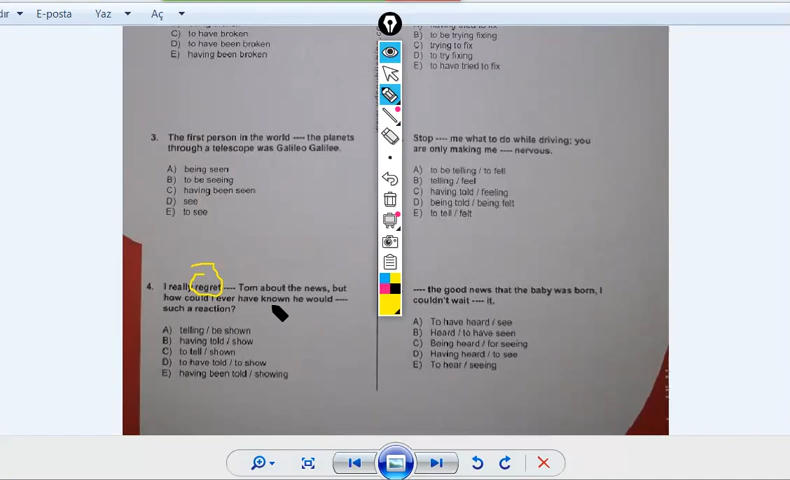 E-posta
Yaz
Aç
C) to have broken
D) to have been broken
E) having been broken
3. The first person in the world ---- the planets
through a telescope was Galileo Galilee.
A) being seen
B) to be seeing
C) having been seen
D) see
E) to see
4. I really regret ---- Tom about the news, but
how could I ever have known he would ----
such a reaction?
A) telling / be shown
B) having told / show
C) to tell / shown
D) to have told / to show
E) having been told / showing
B) to be trying fixing
C) trying to fix
D) to try fixing
E) to have tried to fix
Stop ---- me what to do while driving; you
are only making me ---- nervous.
A) to be telling / to fell
B) telling / feel
C) having told / feeling
D) being told / being felt
E) to tell / felt
---- the good news that the baby was born, I
couldn't wait ---- it.
A) To have heard / see
B) Heard / to have seen
C) Being heard / for seeing
D) Having heard / to see
E) To hear / seeing